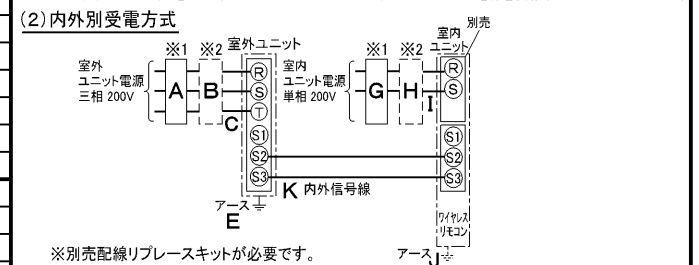 (2)内外別受電方式
※1 ※2 室外ユニット
室外
ユニット電源
三相 200V
A
B
C
R
S
T
S1
S2
S3
アース
E
K 内外信号線
※1 ※2
室内
ユニット
別売
室内
ユニット電源
単相 200V
G
H
I
R
S
S1
S2
S3
ワイヤレス
リモコン
アース
J
※別売配線リプレースキットが必要です。